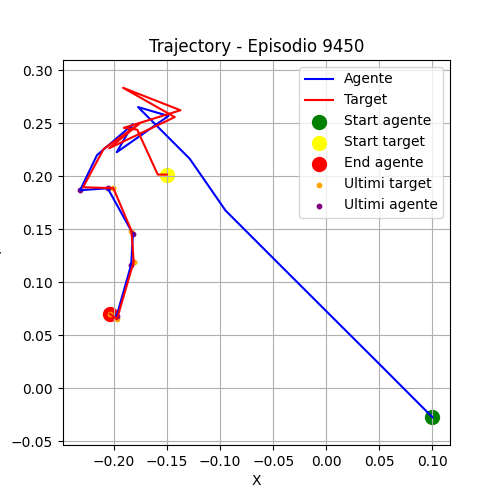 Trajectory - Episodio 9450
Agente
Target
Start agente
Start target
End agente
Ultimi target
Ultimi agente
0.30
0.25
0.20
0.15
0.10
0.05
0.00
−0.05
−0.20
−0.15
−0.10
−0.05
0.00
0.05
0.10
X